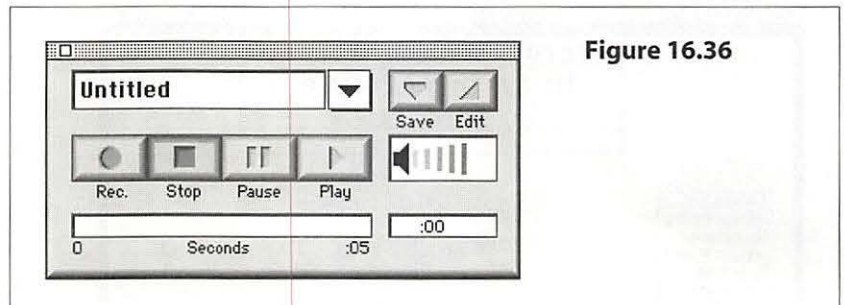 Figure 16.36
Untitled
Save Edit
Rec. Stop Pause Play
:00
0 Seconds :05